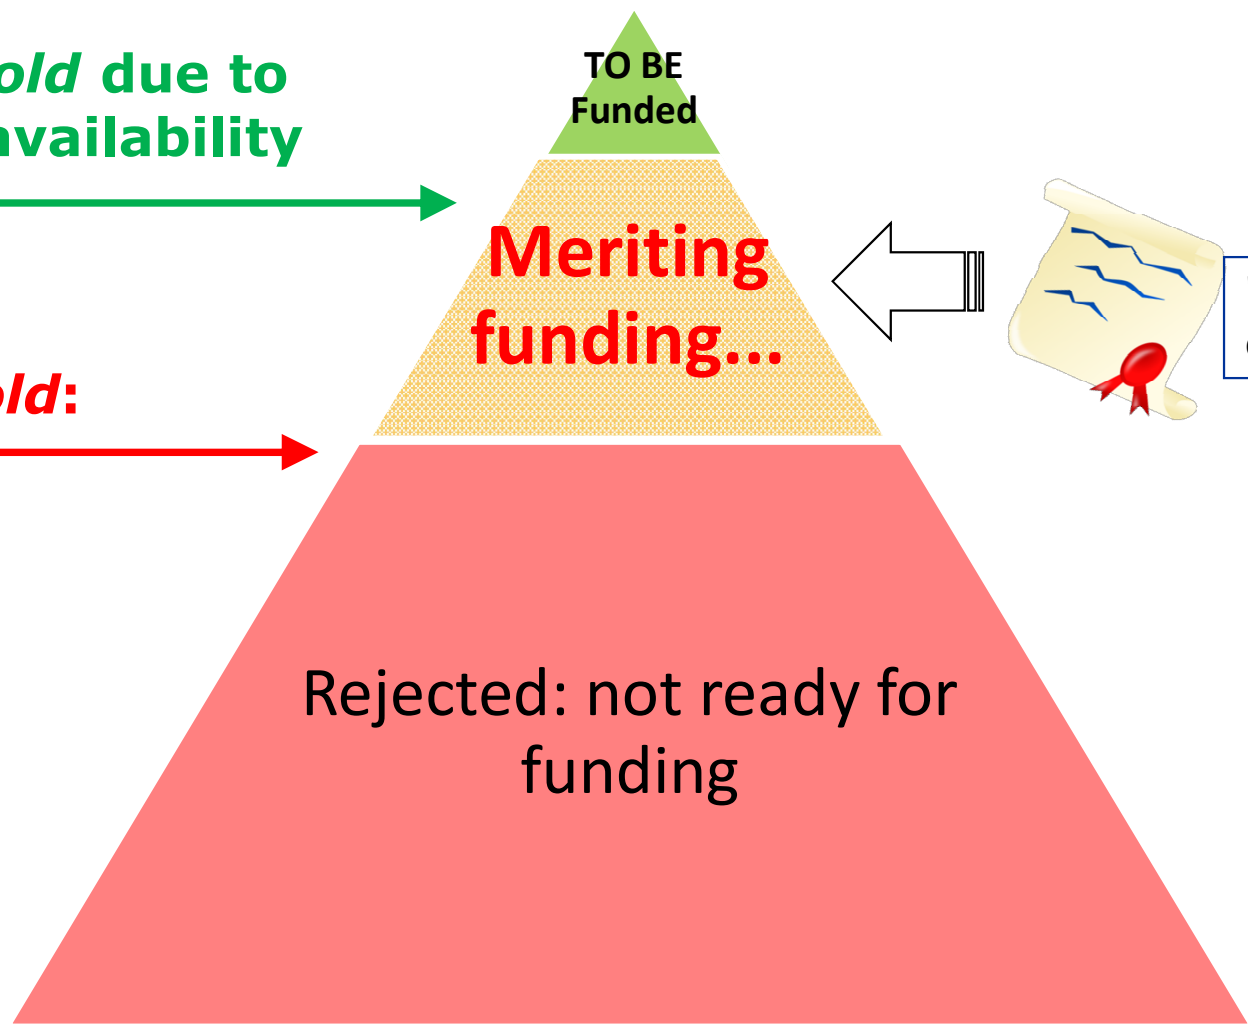 old due to
availability
TO BE
Funded
Meriting
funding...
old:
Rejected: not ready for
funding